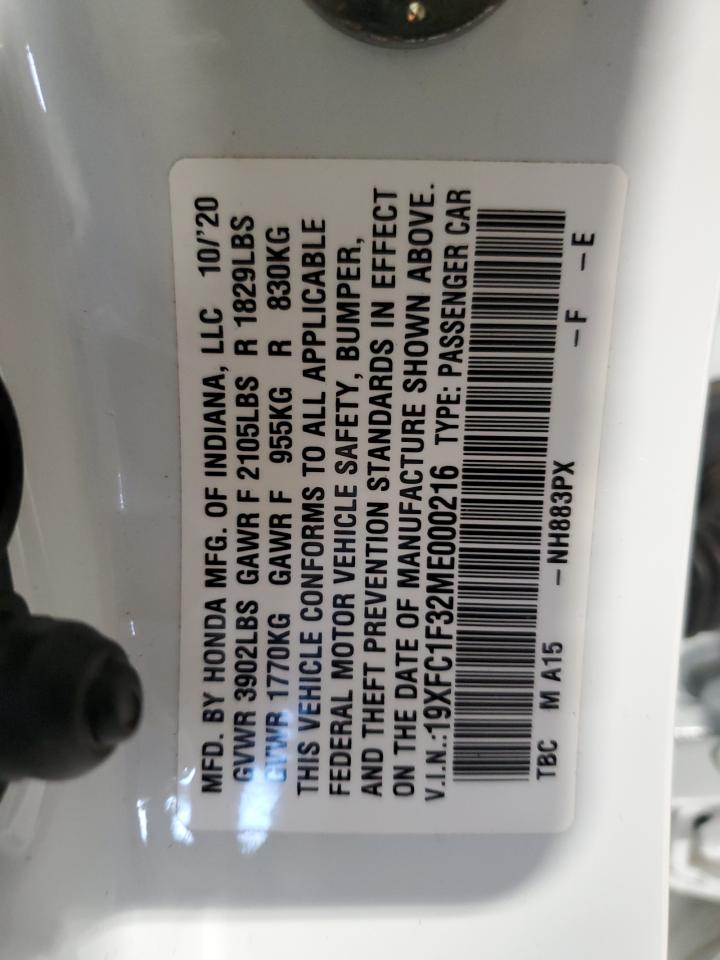 MFD. BY HONDA MFG. OF INDIANA, LLC 10/'20
GVWR 3902LBS GAWR F 2105LBS R 1829LBS
GVWR 1770KG GAWR F 955KG R 830KG
THIS VEHICLE CONFORMS TO ALL APPLICABLE
FEDERAL MOTOR VEHICLE SAFETY, BUMPER,
AND THEFT PREVENTION STANDARDS IN EFFECT
ON THE DATE OF MANUFACTURE SHOWN ABOVE.
V.I.N.:19XFC1F32ME000216 TYPE: PASSENGER CAR
TBC M A15 – NH883PX –F –E